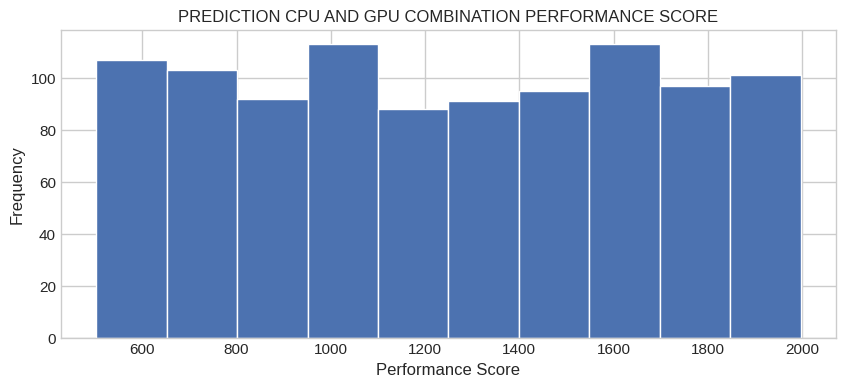 PREDICTION CPU AND GPU COMBINATION PERFORMANCE SCORE
100
80
60
40
20
0
Frequency
600 800 1000 1200 1400 1600 1800 2000
Performance Score